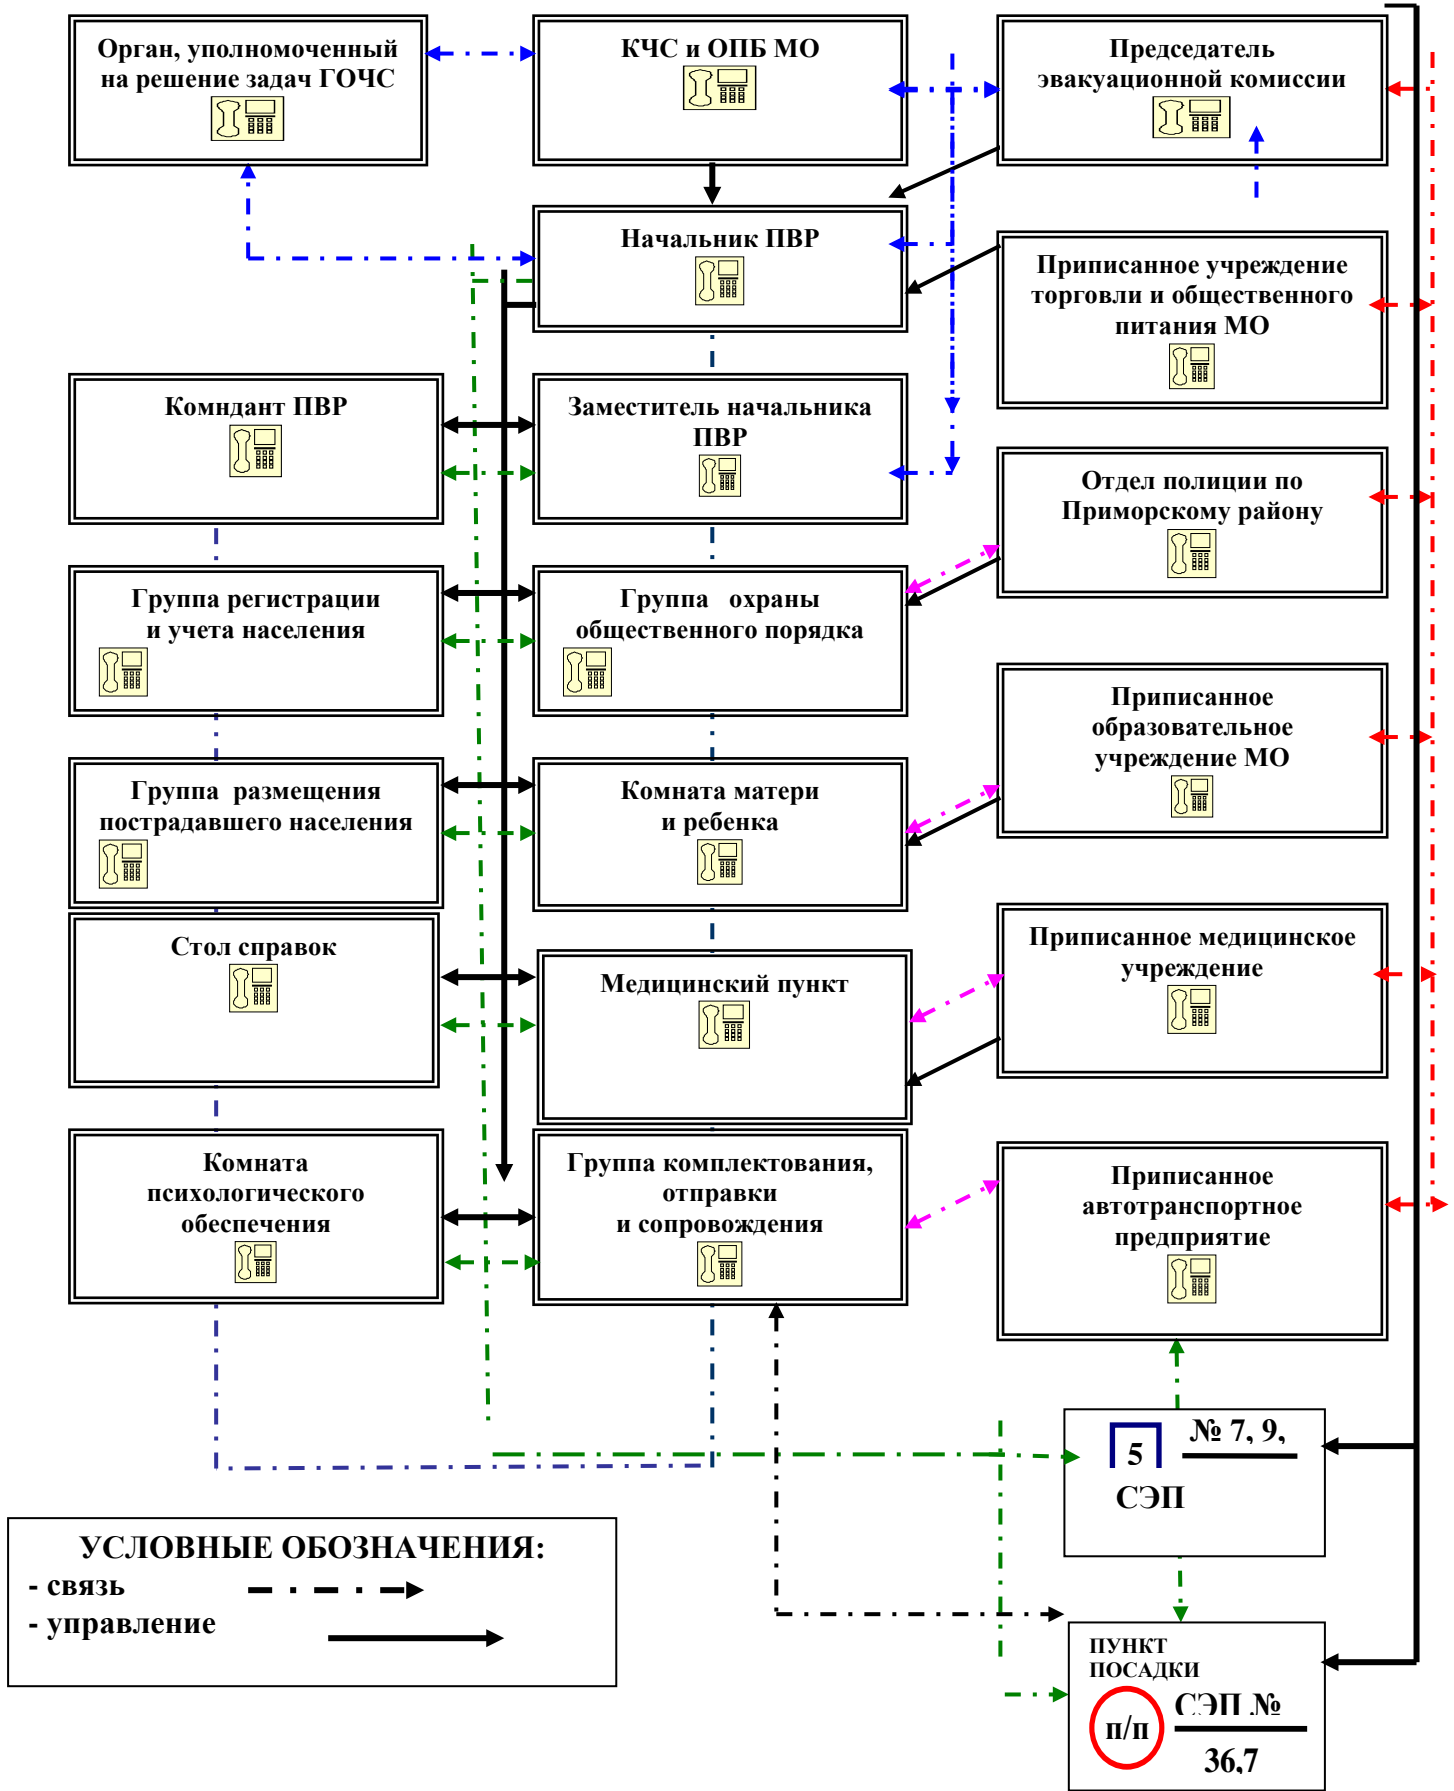 Орган, уполномоченный
на решение задач ГОЧС
КЧС и ОПБ МО
Председатель
эвакуационной комиссии
Начальник ПВР
Приписанное учреждение
торговли и общественного
питания МО
Комндант ПВР
Заместитель начальника
ПВР
Отдел полиции по
Приморскому району
Группа регистрации
и учета населения
Группа охраны
общественного порядка
Приписанное
образовательное
учреждение МО
Группа размещения
пострадавшего населения
Комната матери
и ребенка
Стол справок
Медицинский пункт
Приписанное медицинское
учреждение
Комната
психологического
обеспечения
Группа комплектования,
отправки
и сопровождения
Приписанное
автотранспортное
предприятие
5
№ 7, 9,
СЭП
УСЛОВНЫЕ ОБОЗНАЧЕНИЯ:
- связь
- управление
ПУНКТ
ПОСАДКИ
п/п
СЭП №
36,7